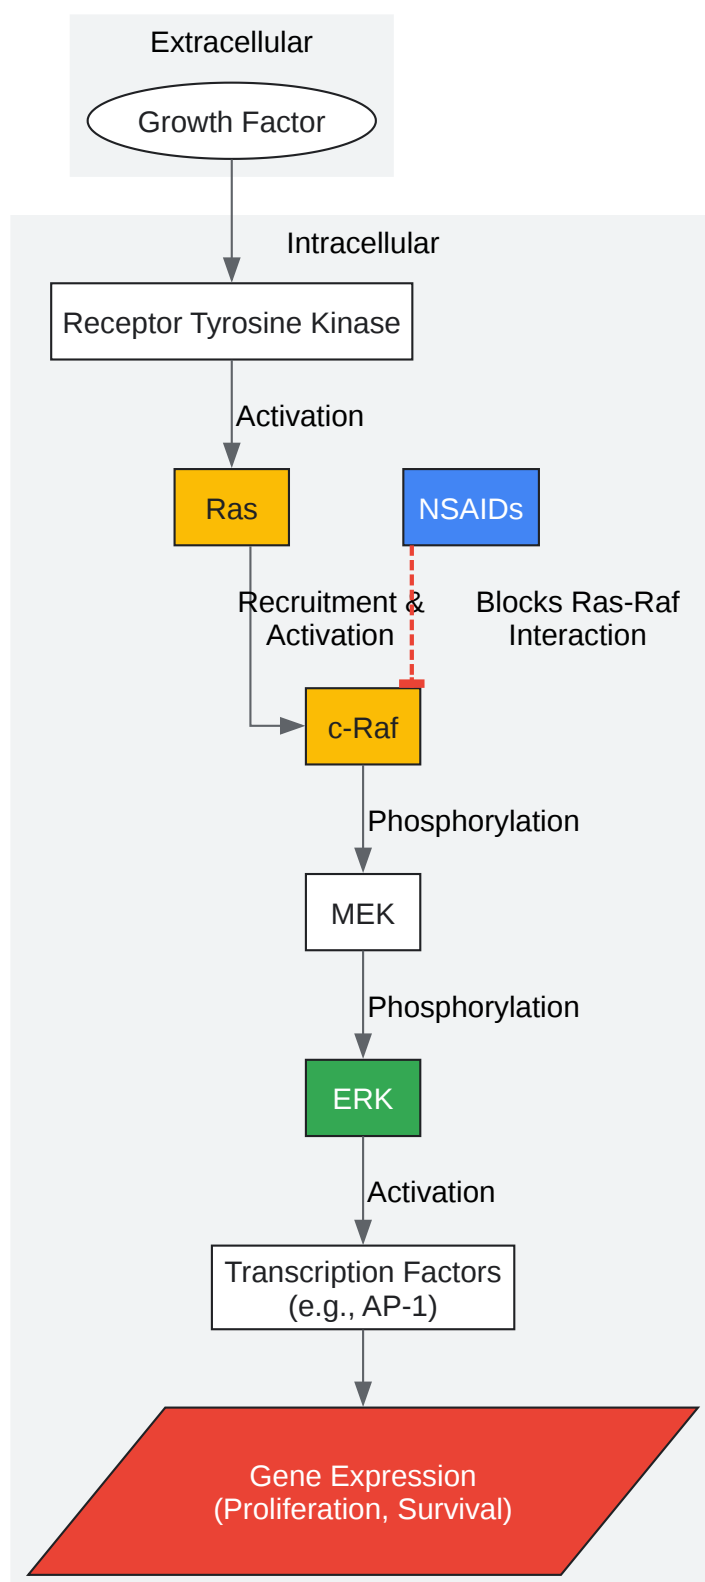 Extracellular
Growth Factor
Intracellular
Receptor Tyrosine Kinase
Activation
Ras
NSAIDs
Recruitment &
Activation
Blocks Ras-Raf
Interaction
c-Raf
Phosphorylation
MEK
Phosphorylation
ERK
Activation
Transcription Factors
(e.g., AP-1)
Gene Expression
(Proliferation, Survival)